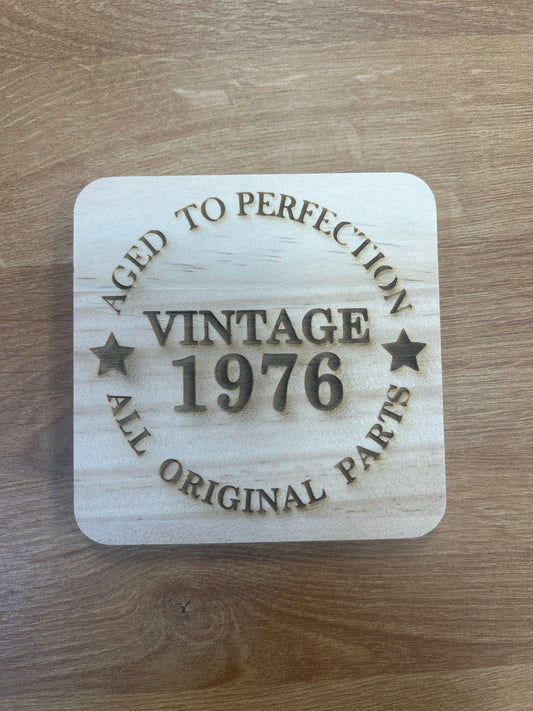 AGED TO PERFECTION
VINTAGE
1976
ALL ORIGINAL PARTS